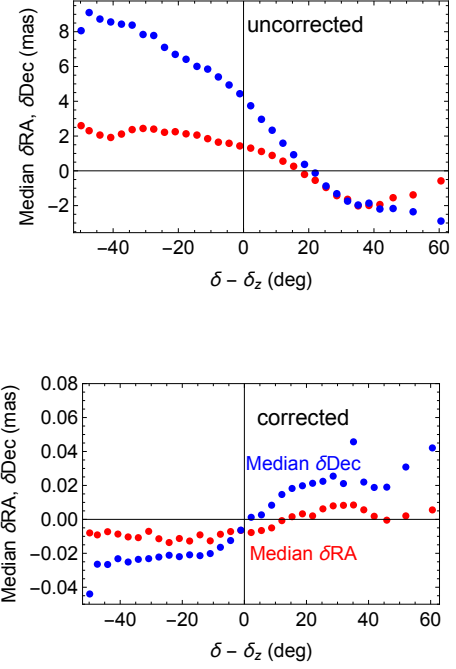 uncorrected
Median δRA, δDec (mas)
8
6
4
2
0
−2
−40 −20 0 20 40 60
δ − δz (deg)
corrected
Median δDec
Median δRA
Median δRA, δDec (mas)
0.08
0.06
0.04
0.02
0.00
−0.02
−0.04
−40 −20 0 20 40 60
δ − δz (deg)